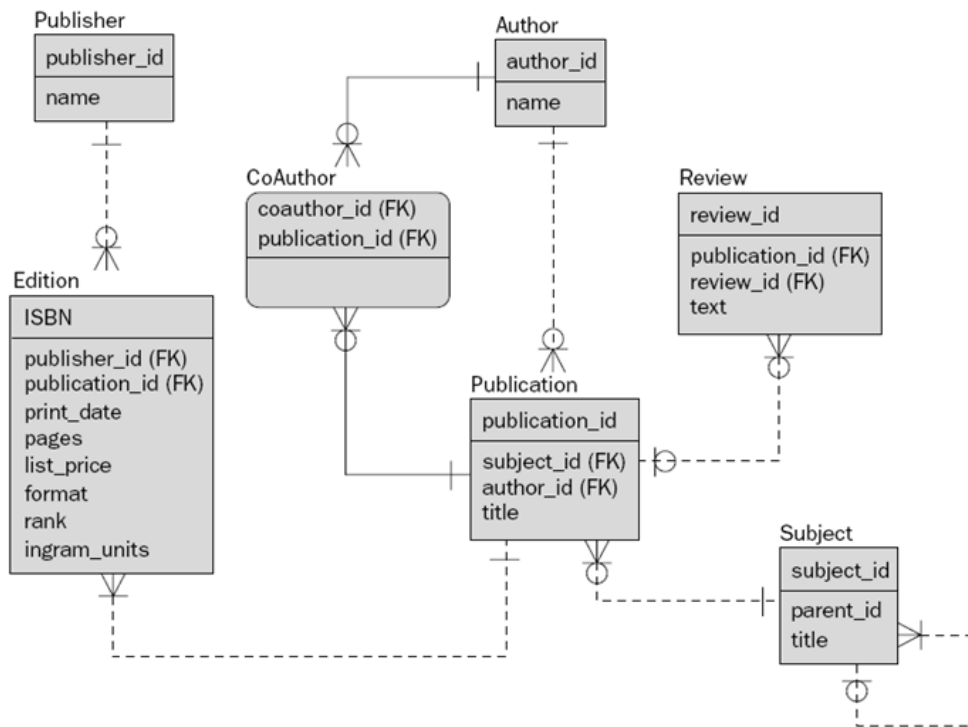 Publisher
publisher_id
name
Author
author_id
name
CoAuthor
coauthor_id (FK)
publication_id (FK)
Review
review_id
publication_id (FK)
review_id (FK)
text
Edition
ISBN
publisher_id (FK)
publication_id (FK)
print_date
pages
list_price
format
rank
ingram_units
Publication
publication_id
subject_id (FK)
author_id (FK)
title
Subject
subject_id
parent_id
title